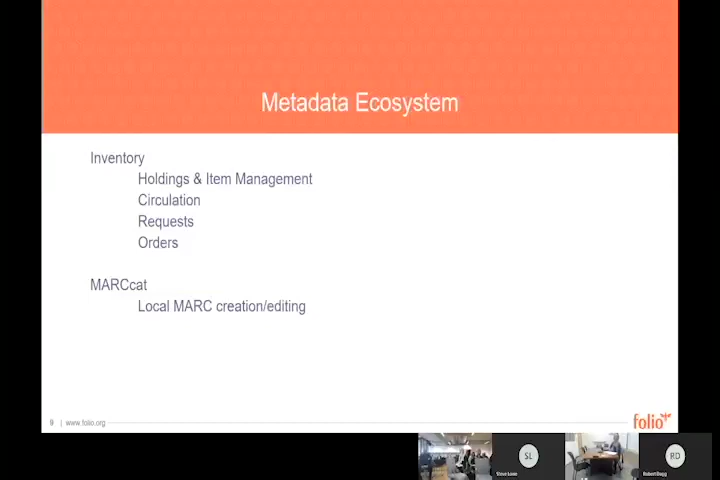 Metadata Ecosystem
Inventory
Holdings & Item Management
Circulation
Requests
Orders
MARCcat
Local MARC creation/editing
9 | www.folio.org
folio
SL
RD